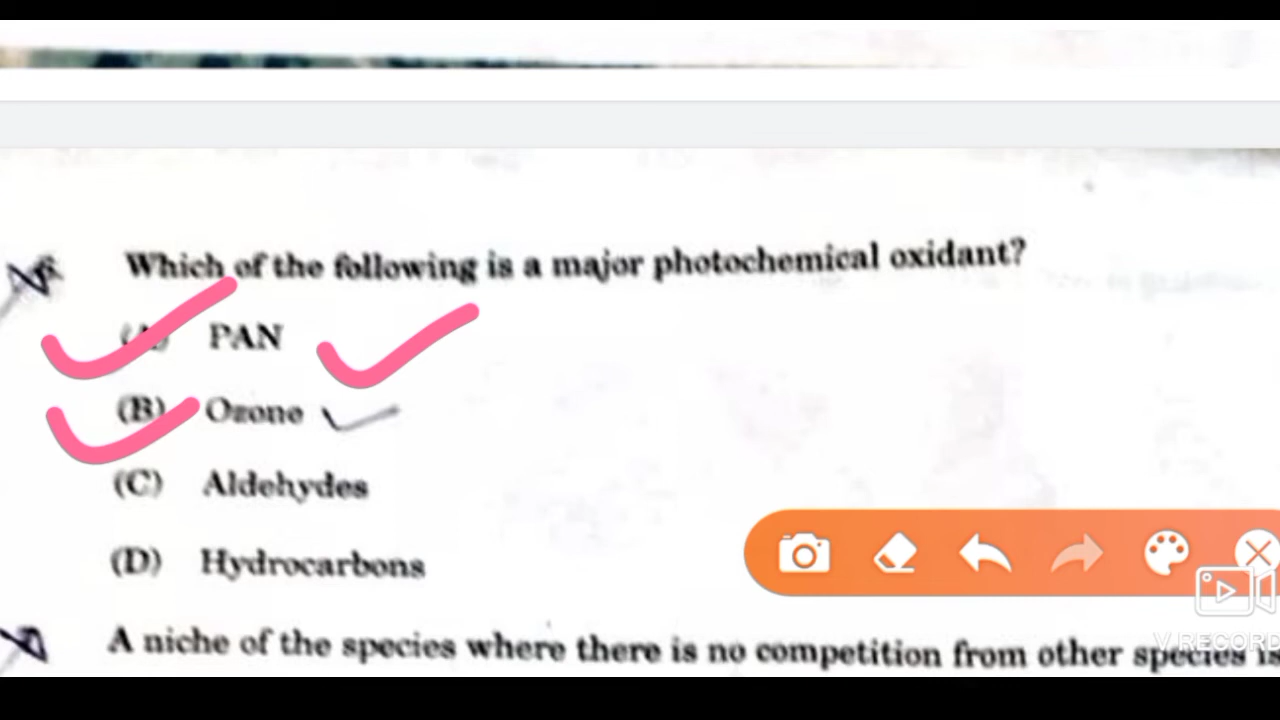 Which of the following is a major photochemical oxidant?
(A) PAN
(B) Ozone
(C) Aldehydes
(D) Hydrocarbons
A niche of the species where there is no competition from other species is
V RECORD